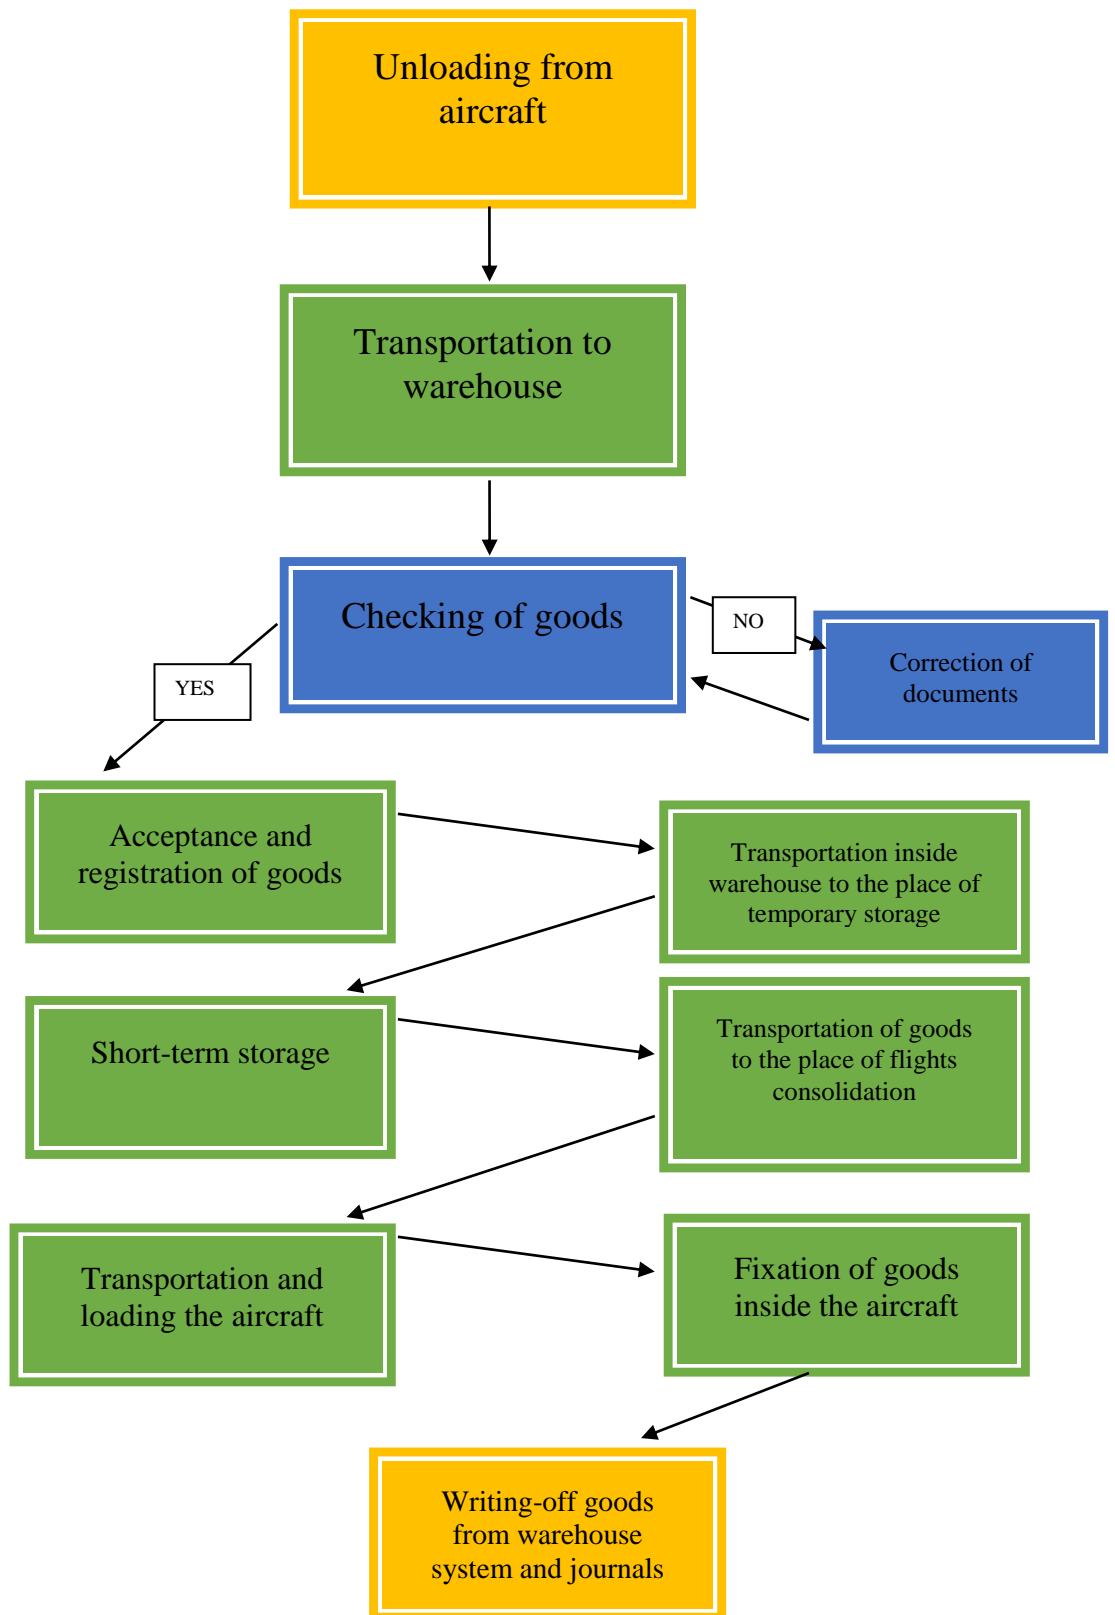 Unloading from
aircraft
Transportation to
warehouse
Checking of goods
NO
Correction of
documents
YES
Acceptance and
registration of goods
Transportation inside
warehouse to the place of
temporary storage
Short-term storage
Transportation of goods
to the place of flights
consolidation
Transportation and
loading the aircraft
Fixation of goods
inside the aircraft
Writing-off goods
from warehouse
system and journals